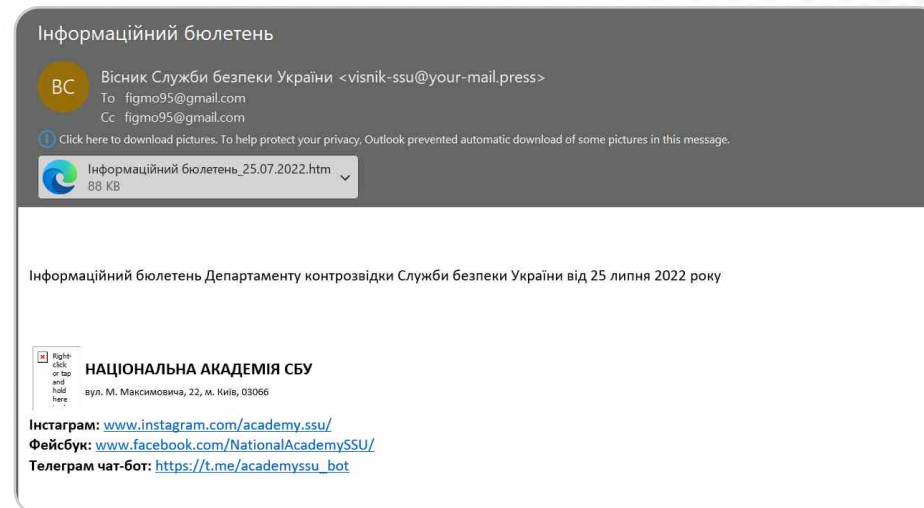 Інформаційний бюлетень
ВС
Вісник Служби безпеки України <visnik-ssu@your-mail.press>
To figmo95@gmail.com
Cc figmo95@gmail.com
Click here to download pictures. To help protect your privacy, Outlook prevented automatic download of some pictures in this message.
Інформаційний бюлетень_25.07.2022.htm
88 KB
Інформаційний бюлетень Департаменту контрозвідки Служби безпеки України від 25 липня 2022 року
Right-
click
or tap
and
hold
here
НАЦІОНАЛЬНА АКАДЕМІЯ СБУ
вул. М. Максимовича, 22, м. Київ, 03066
Інстаграм: www.instagram.com/academy.ssu/
Фейсбук: www.facebook.com/NationalAcademySSU/
Телеграм чат-бот: https://t.me/academyssu_bot